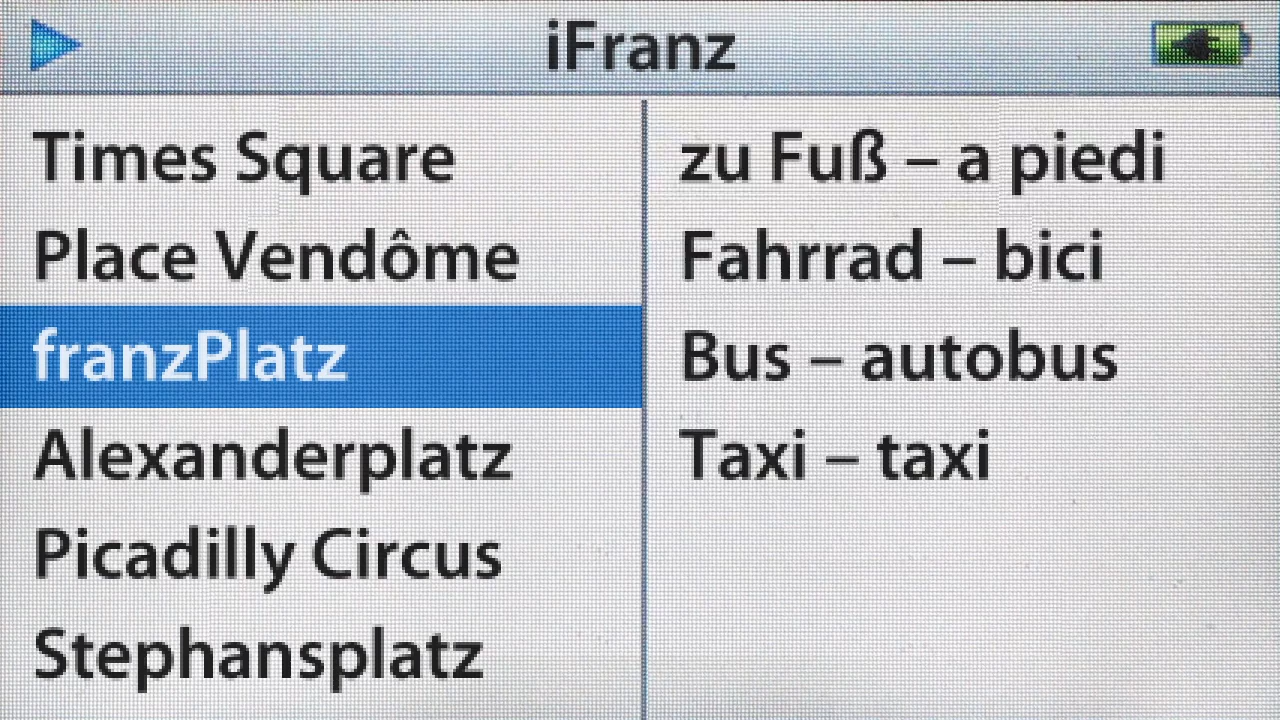 iFranz
Times Square
Place Vendôme
franzPlatz
Alexanderplatz
Picadilly Circus
Stephansplatz
zu Fuß – a piedi
Fahrrad – bici
Bus – autobus
Taxi – taxi